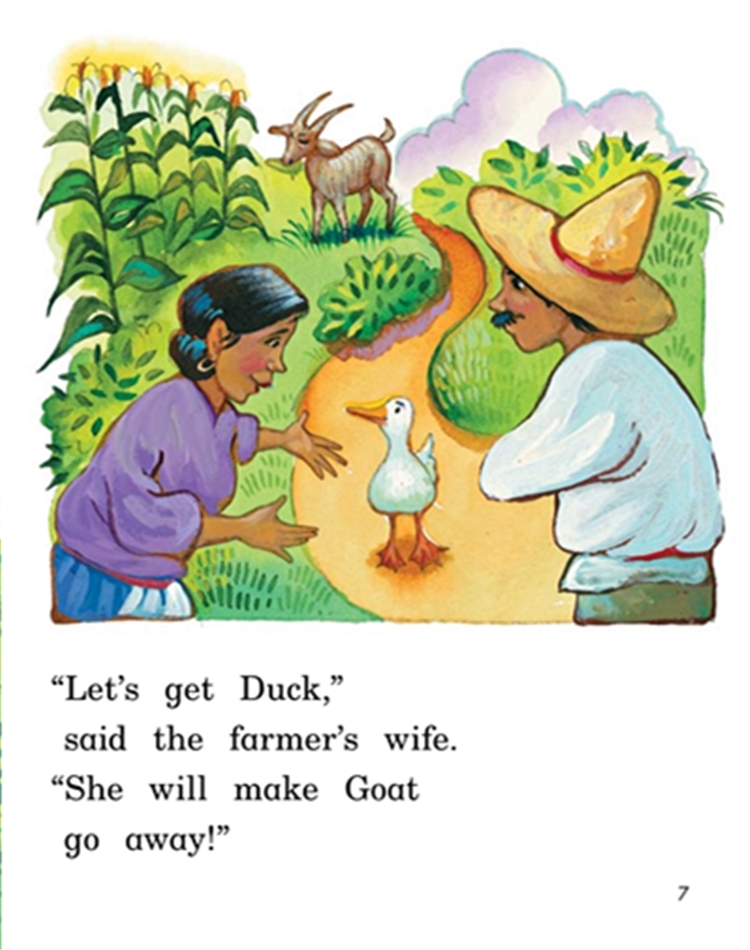 “Let’s get Duck,”
said the farmer’s wife.
“She will make Goat
go away!”
7